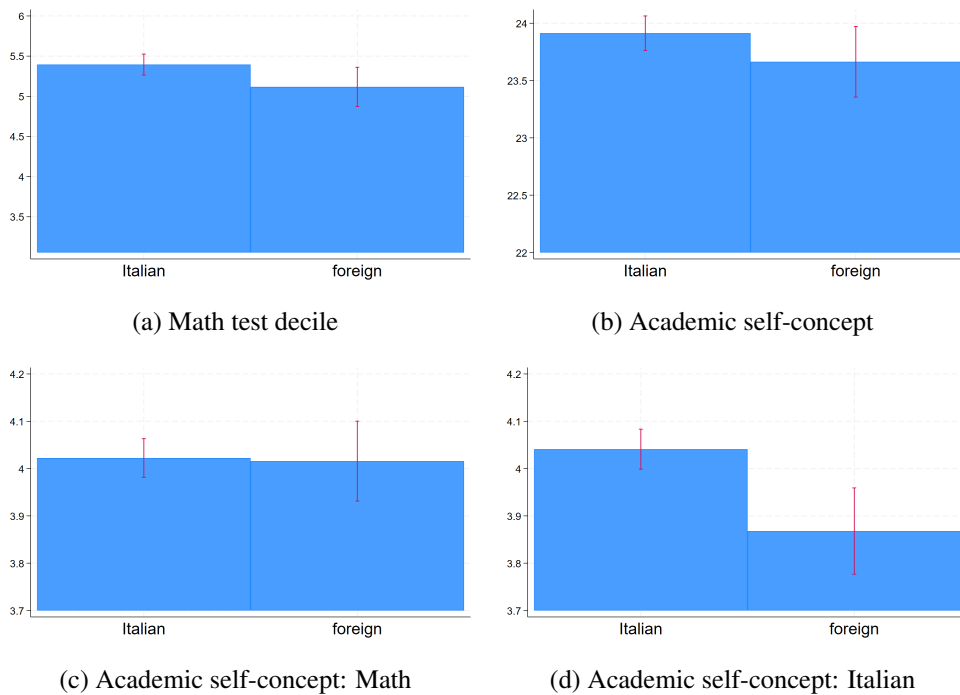 6
5.5
5
4.5
4
3.5
Italian
foreign
(a) Math test decile
24
23.5
23
22.5
22
Italian
foreign
(b) Academic self-concept
4.2
4.1
4
3.9
3.8
3.7
Italian
foreign
(c) Academic self-concept: Math
4.2
4.1
4
3.9
3.8
3.7
Italian
foreign
(d) Academic self-concept: Italian